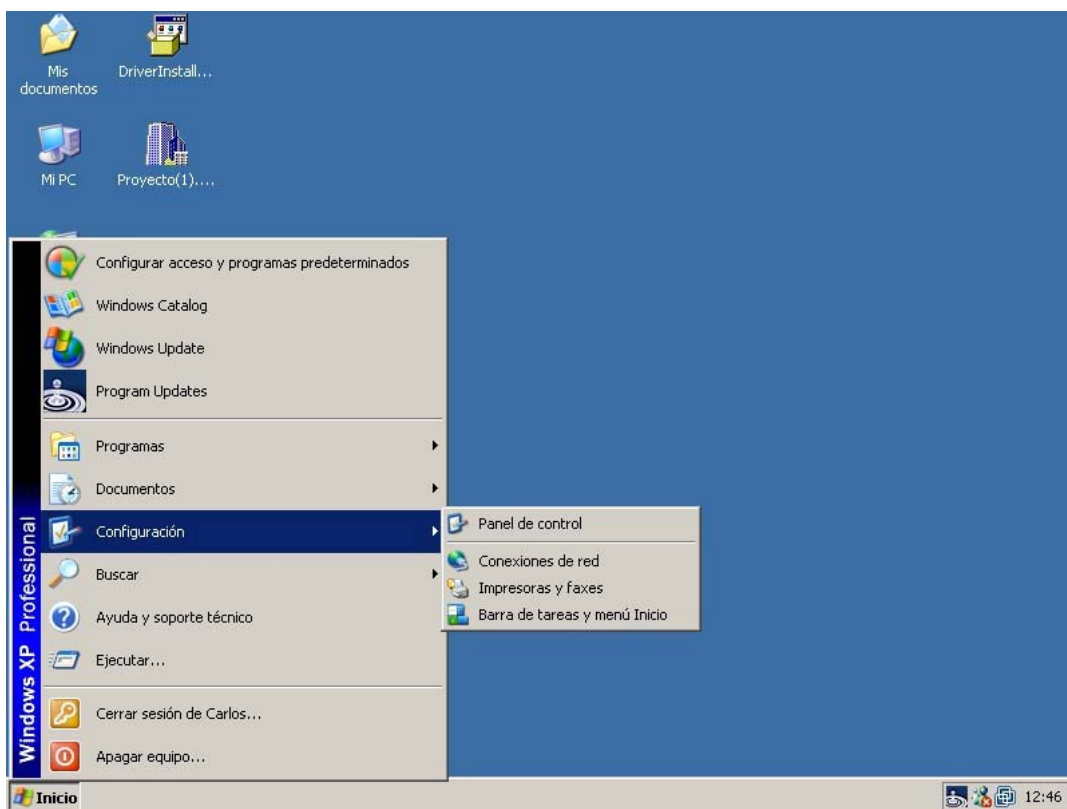 Mis
documentos
DriverInstall...
Mi PC
Proyecto(1)....
Configurar acceso y programas predeterminados
Windows Catalog
Windows Update
Program Updates
Programas
Documentos
Configuración
Buscar
Ayuda y soporte técnico
Ejecutar...
Cerrar sesión de Carlos...
Apagar equipo...
Windows XP Professional
Panel de control
Conexiones de red
Impresoras y faxes
Barra de tareas y menú Inicio
Inicio
12:46